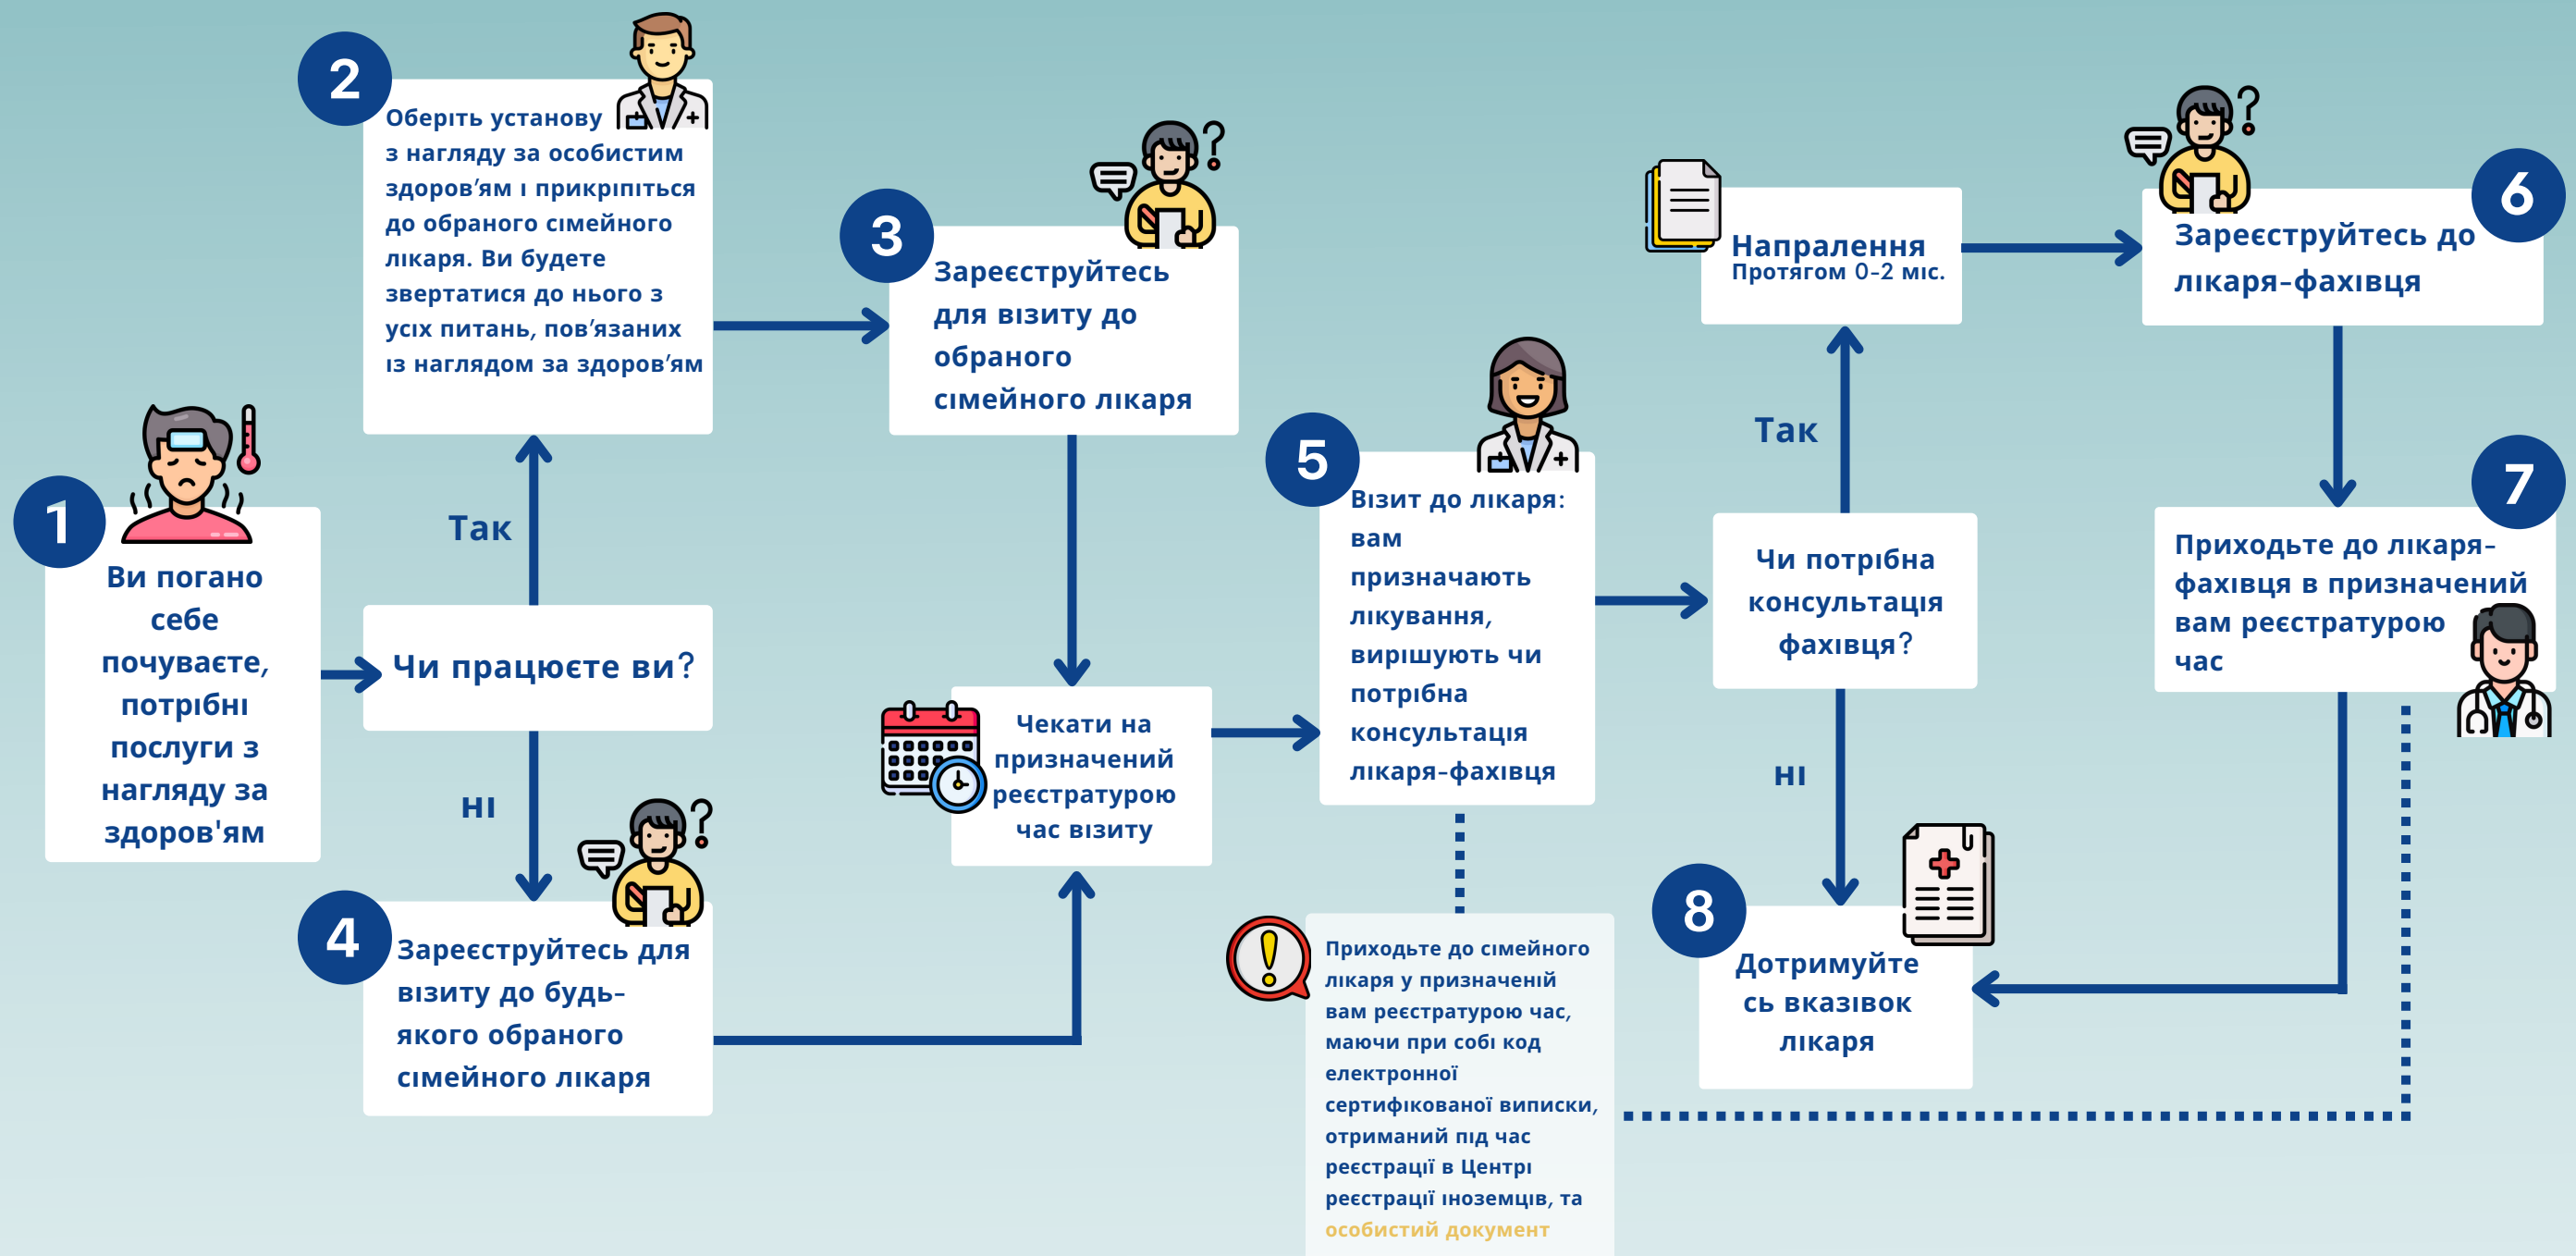 1
Ви погано
себе
почуваєте,
потрібні
послуги з
нагляду за
здоров'ям
Чи працюєте ви?
Так
ні
2
Оберіть установу
з нагляду за особистим
здоров’ям і прикріпіться
до обраного сімейного
лікаря. Ви будете
звертатися до нього з
усіх питань, пов’язаних
із наглядом за здоров’ям
3
Зареєструйтесь
для візиту до
обраного
сімейного лікаря
4
Зареєструйтесь для
візиту до будь-
якого обраного
сімейного лікаря
Чекати на
призначений
реєстратурою
час візиту
5
Візит до лікаря:
вам
призначають
лікування,
вирішують чи
потрібна
консультація
лікаря-фахівця
Приходьте до сімейного
лікаря у призначеній
вам реєстратурою час,
маючи при собі код
електронної
сертифікованої виписки,
отриманий під час
реєстрації в Центрі
реєстрації іноземців, та
особистий документ
Чи потрібна
консультація
фахівця?
Так
ні
Напралення
Протягом 0-2 міс.
6
Зареєструйтесь до
лікаря-фахівця
7
Приходьте до лікаря-
фахівця в призначений
вам реєстратурою
час
8
Дотримуйте
сь вказівок
лікаря